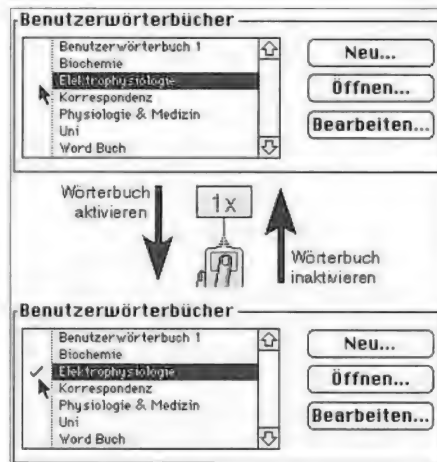 Benutzerwörterbücher
Benutzerwörterbuch 1
Biochemie
Elektrophysiologie
Korrespondenz
Physiologie & Medizin
Uni
Word Buch
Neu...
Öffnen...
Bearbeiten...
Wörterbuch
aktivieren
1x
Wörterbuch
inaktivieren
Benutzerwörterbücher
Benutzerwörterbuch 1
Biochemie
Elektrophysiologie
Korrespondenz
Physiologie & Medizin
Uni
Word Buch
Neu...
Öffnen...
Bearbeiten...